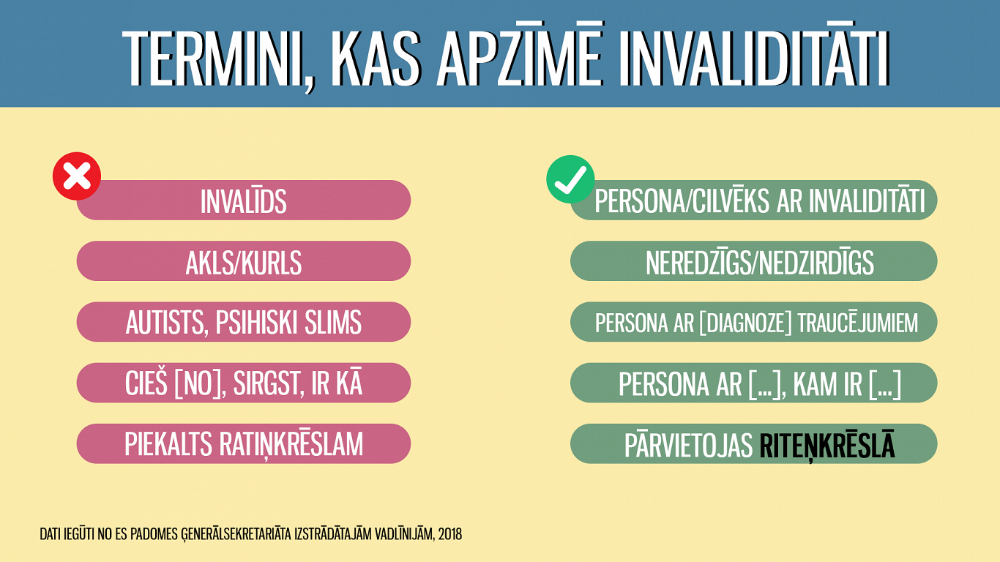 TERMINI, KAS APZĪMĒ INVALIDITĀTI
INVALĪDS
AKLS/KURLS
AUTISTS, PSIHISKI SLIMS
CIEŠ [NO], SIRGST, IR KĀ
PIEKALTS RATIŅKRĒSLAM
PERSONA/CILVĒKS AR INVALIDITĀTI
NEREDZĪGS/NEDZIRDĪGS
PERSONA AR [DIAGNOZE] TRAUCĒJUMIEM
PERSONA AR [...], KAM IR [...]
PĀRVIETOJAS RITEŅKRĒSLĀ
DATI IEGŪTI NO ES PADOMES ĢENERĀLSEKRETARIĀTA IZSTRĀDĀTAJĀM VADLĪNIJĀM, 2018